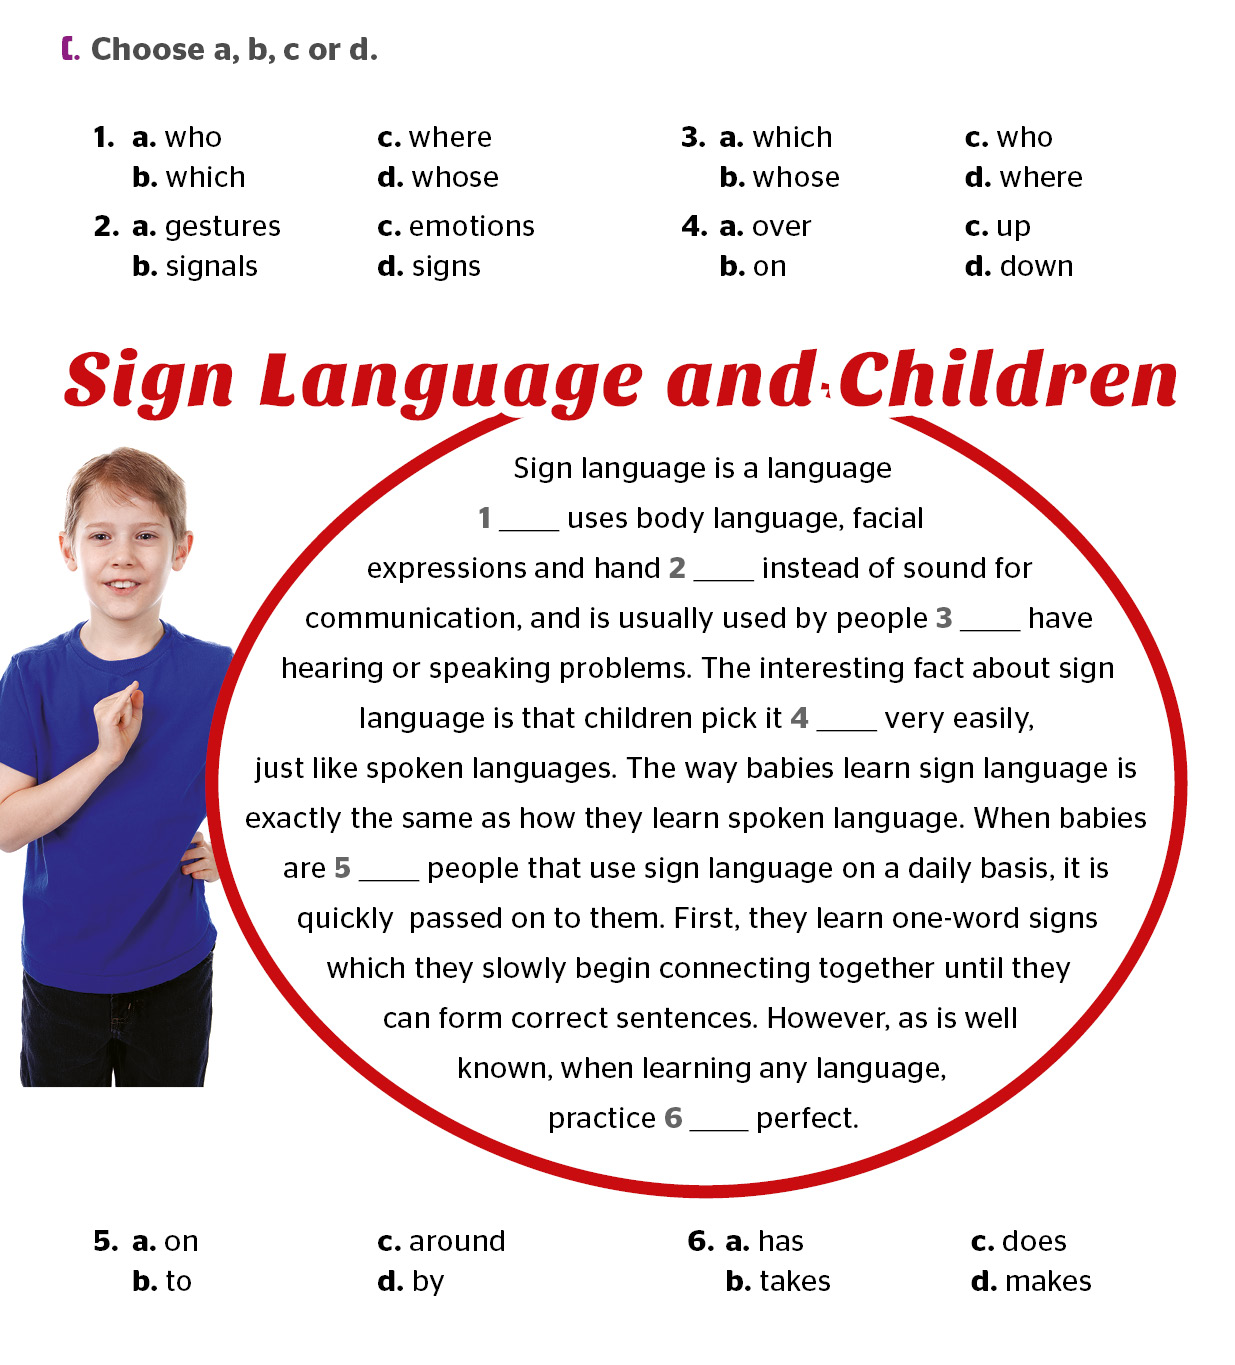 C. Choose a, b, c or d.
1. a. who c. where
b. which d. whose
2. a. gestures c. emotions
b. signals d. signs
3. a. which c. who
b. whose d. where
4. a. over c. up
b. on d. down
Sign Language and Children
Sign language is a language
1 ____ uses body language, facial
expressions and hand 2 ____ instead of sound for
communication, and is usually used by people 3 ____ have
hearing or speaking problems. The interesting fact about sign
language is that children pick it 4 ____ very easily,
just like spoken languages. The way babies learn sign language is
exactly the same as how they learn spoken language. When babies
are 5 ____ people that use sign language on a daily basis, it is
quickly passed on to them. First, they learn one-word signs
which they slowly begin connecting together until they
can form correct sentences. However, as is well
known, when learning any language,
practice 6 ____ perfect.
5. a. on c. around
b. to d. by
6. a. has c. does
b. takes d. makes